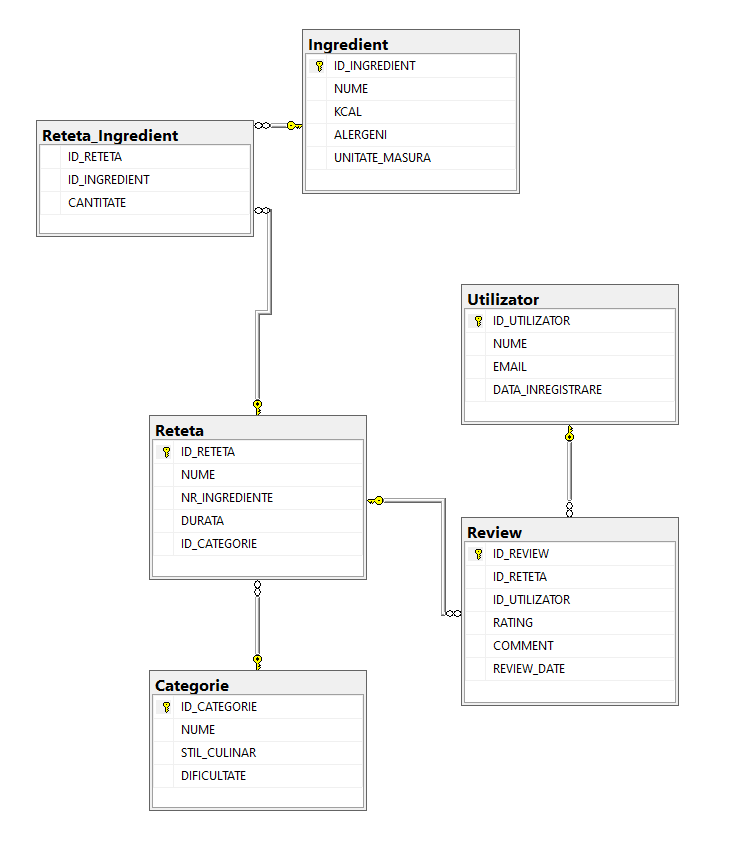 Ingredient
ID_INGREDIENT
NUME
KCAL
ALERGENI
UNITATE_MASURA
Reteta_Ingredient
ID_RETETA
ID_INGREDIENT
CANTITATE
Utilizator
ID_UTILIZATOR
NUME
EMAIL
DATA_INREGISTRARE
Reteta
ID_RETETA
NUME
NR_INGREDIENTE
DURATA
ID_CATEGORIE
Review
ID_REVIEW
ID_RETETA
ID_UTILIZATOR
RATING
COMMENT
REVIEW_DATE
Categorie
ID_CATEGORIE
NUME
STIL_CULINAR
DIFICULTATE